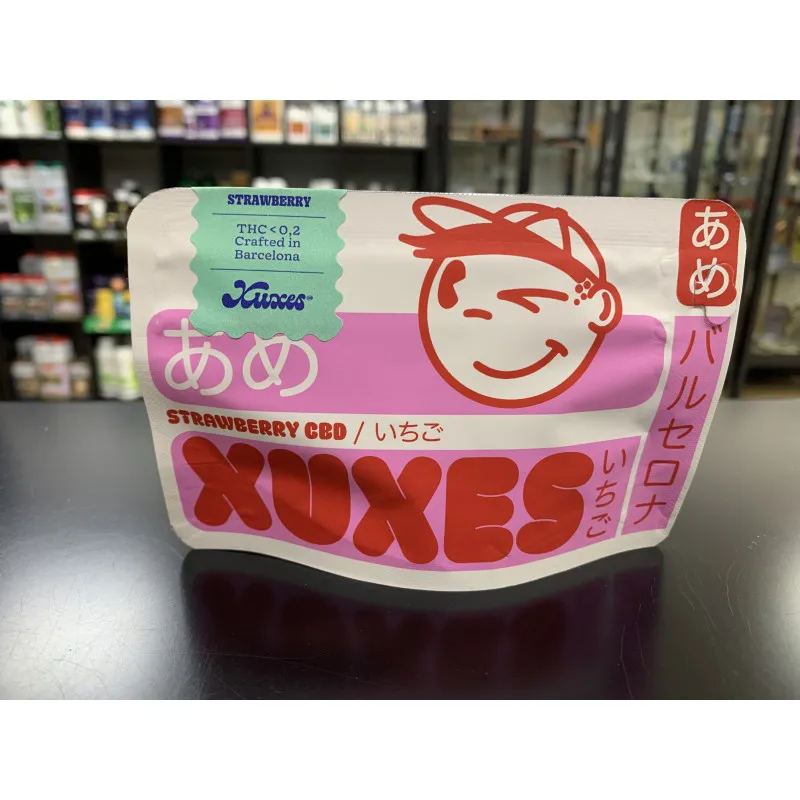 STRAWBERRY
THC<0,2
Crafted in
Barcelona
Xuxes
あめ
あめ
バルセロナ
STRAWBERRY CBD / いちご
XUXES
いちご